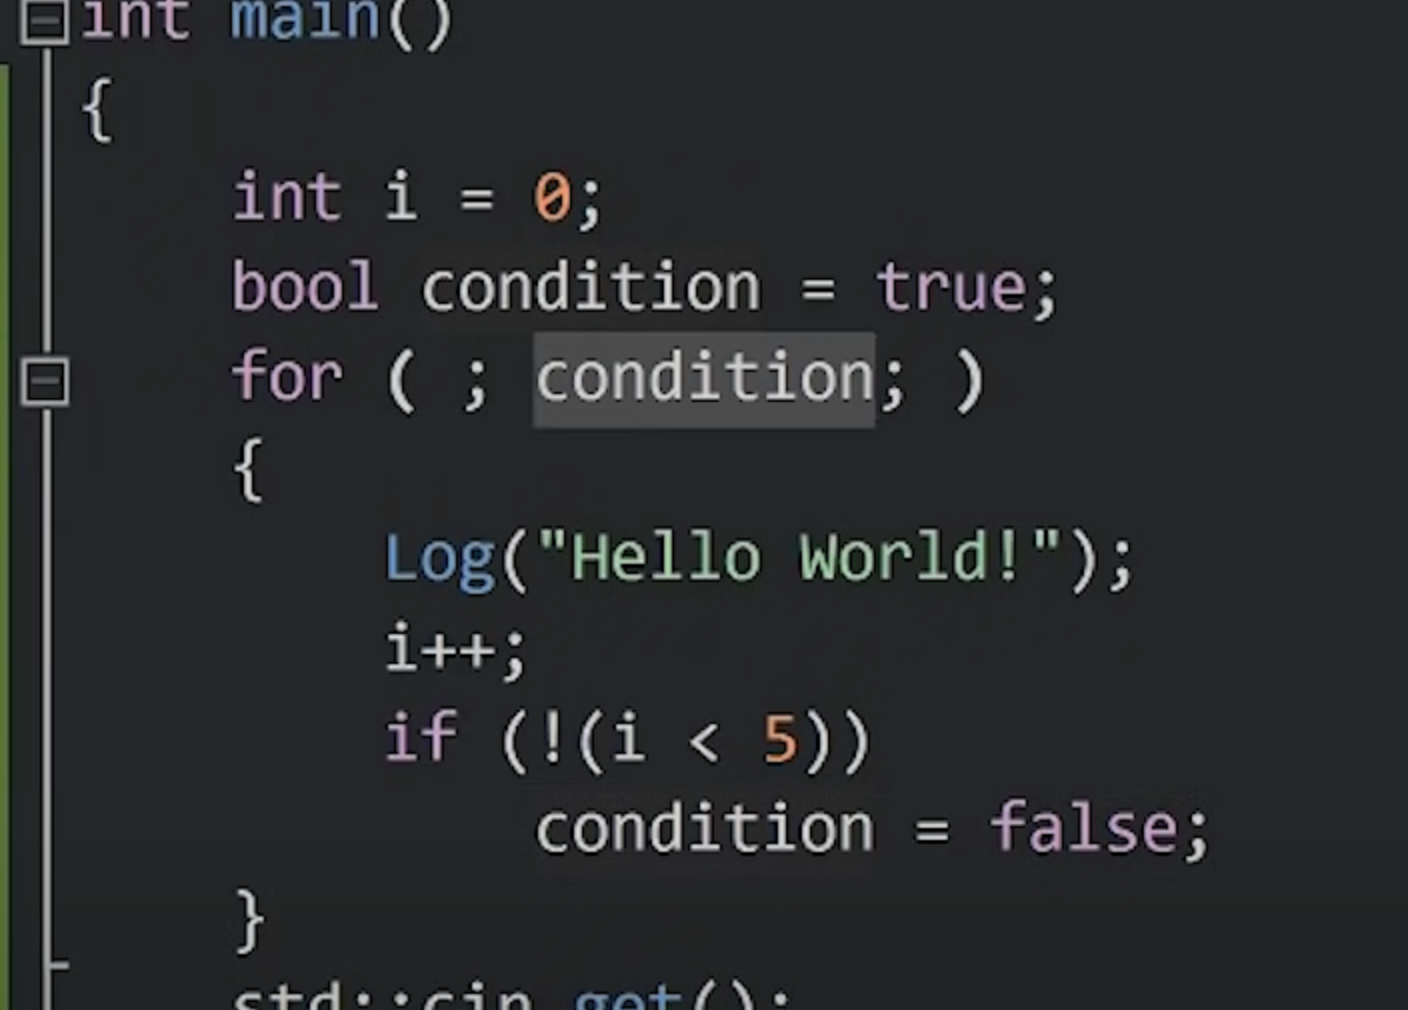 int main()
{
int i = 0;
bool condition = true;
for ( ; condition; )
{
Log("Hello World!");
i++;
if (!(i < 5))
condition = false;
}
std::cin.get();